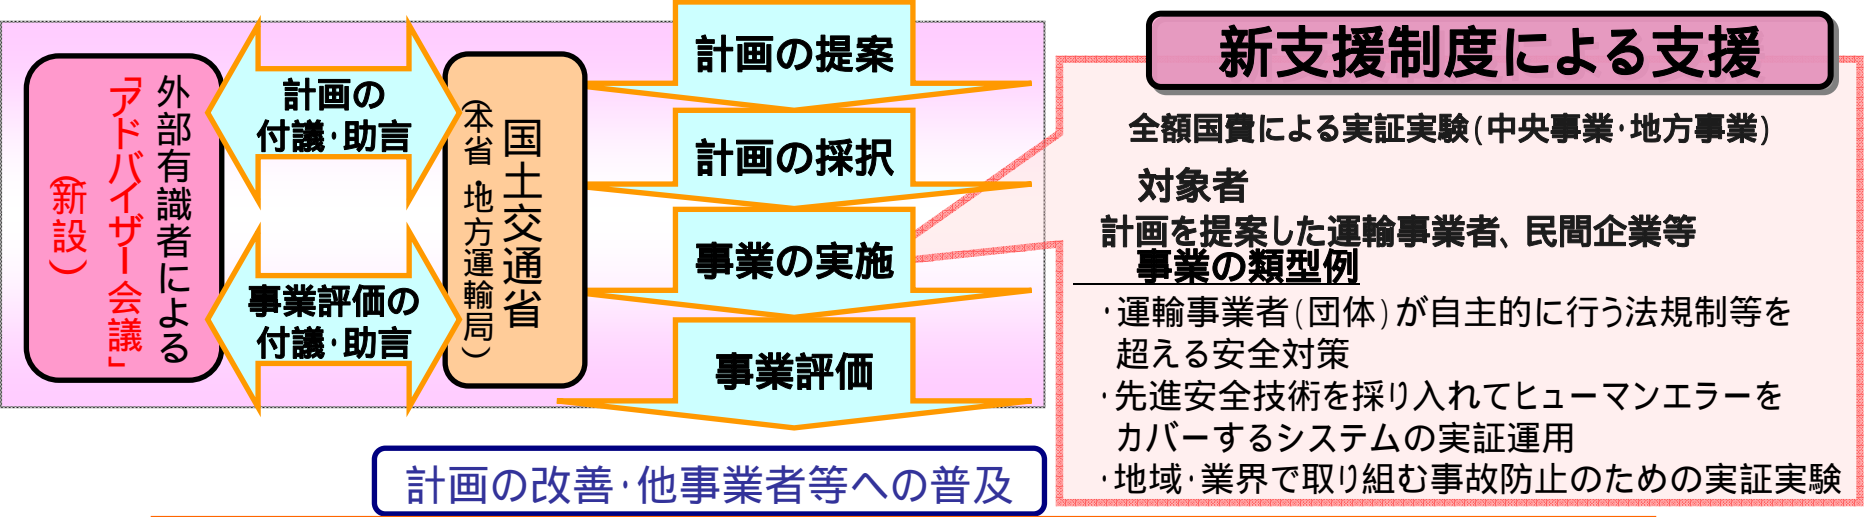 外部有識者による
「アドバイザー会議」
(新設)
計画の
付議・助言
事業評価の
付議・助言
国土交通省
(本省・地方運輸局)
計画の提案
計画の採択
事業の実施
事業評価
計画の改善・他事業者等への普及
新支援制度による支援
全額国費による実証実験(中央事業・地方事業)
対象者
計画を提案した運輸事業者、民間企業等
事業の類型例
・運輸事業者(団体)が自主的に行う法規制等を
超える安全対策
・先進安全技術を採り入れてヒューマンエラーを
カバーするシステムの実証運用
・地域・業界で取り組む事故防止のための実証実験